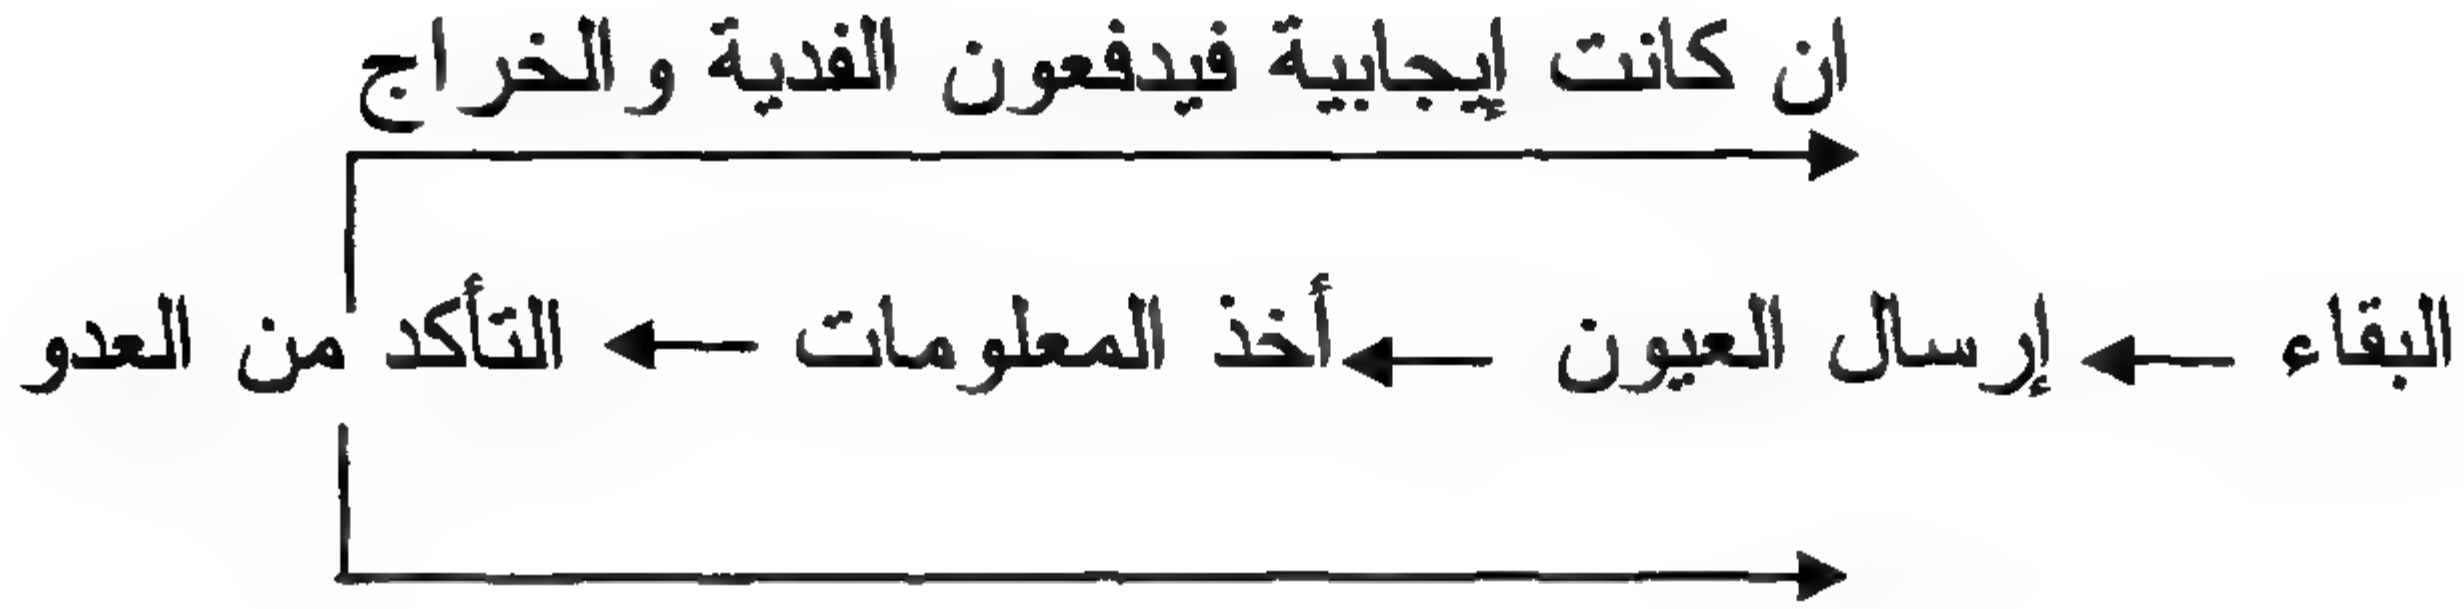 ان كانت إيجابية فيدفعون الفدية والخراج
البقاء إرسال العيون أخذ المعلومات التأكد من العدو